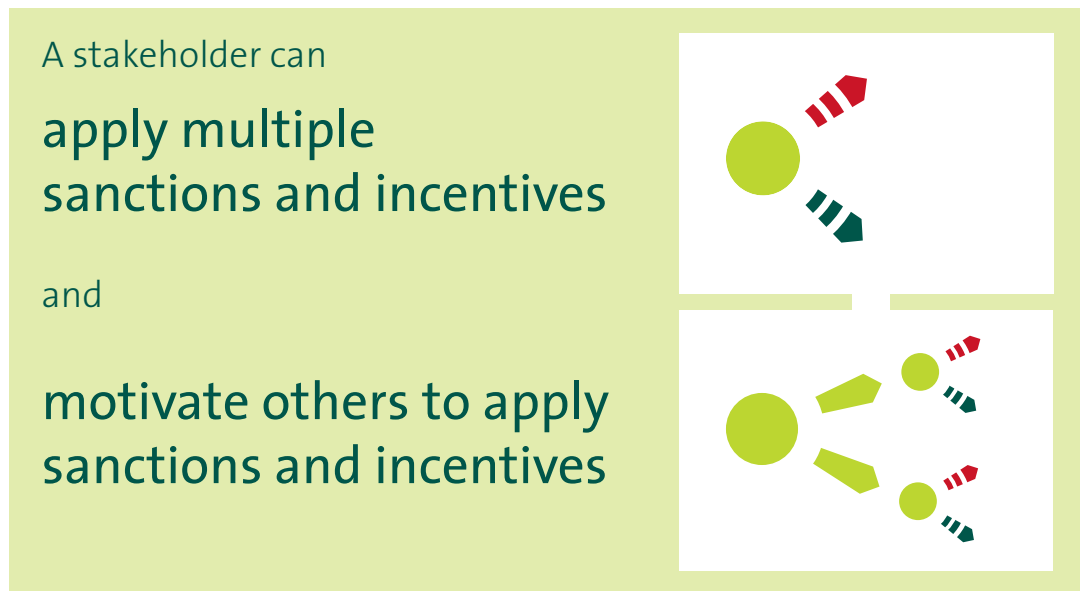 A stakeholder can
apply multiple
sanctions and incentives
and
motivate others to apply
sanctions and incentives